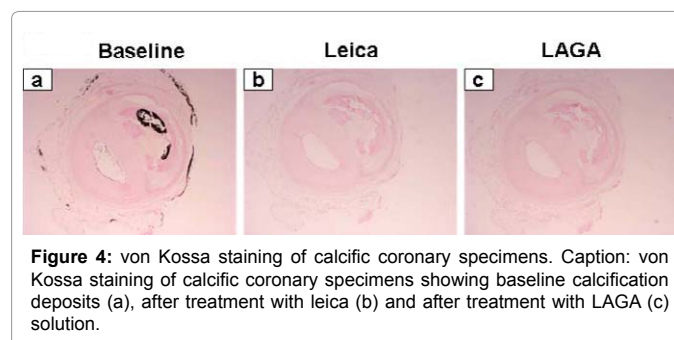 Baseline Leica LAGA
a b c
Figure 4: von Kossa staining of calcific coronary specimens. Caption: von
Kossa staining of calcific coronary specimens showing baseline calcification
deposits (a), after treatment with leica (b) and after treatment with LAGA (c)
solution.